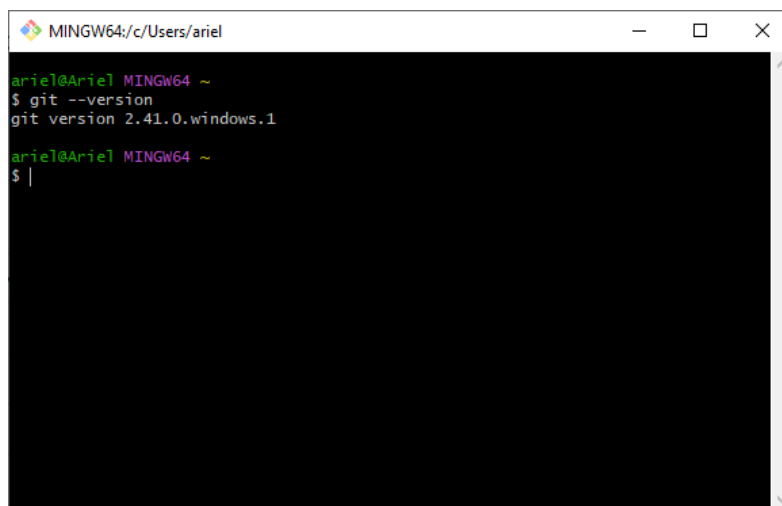 MINGW64:/c/Users/ariel
ariel@Ariel MINGW64 ~
$ git --version
git version 2.41.0.windows.1
ariel@Ariel MINGW64 ~
$